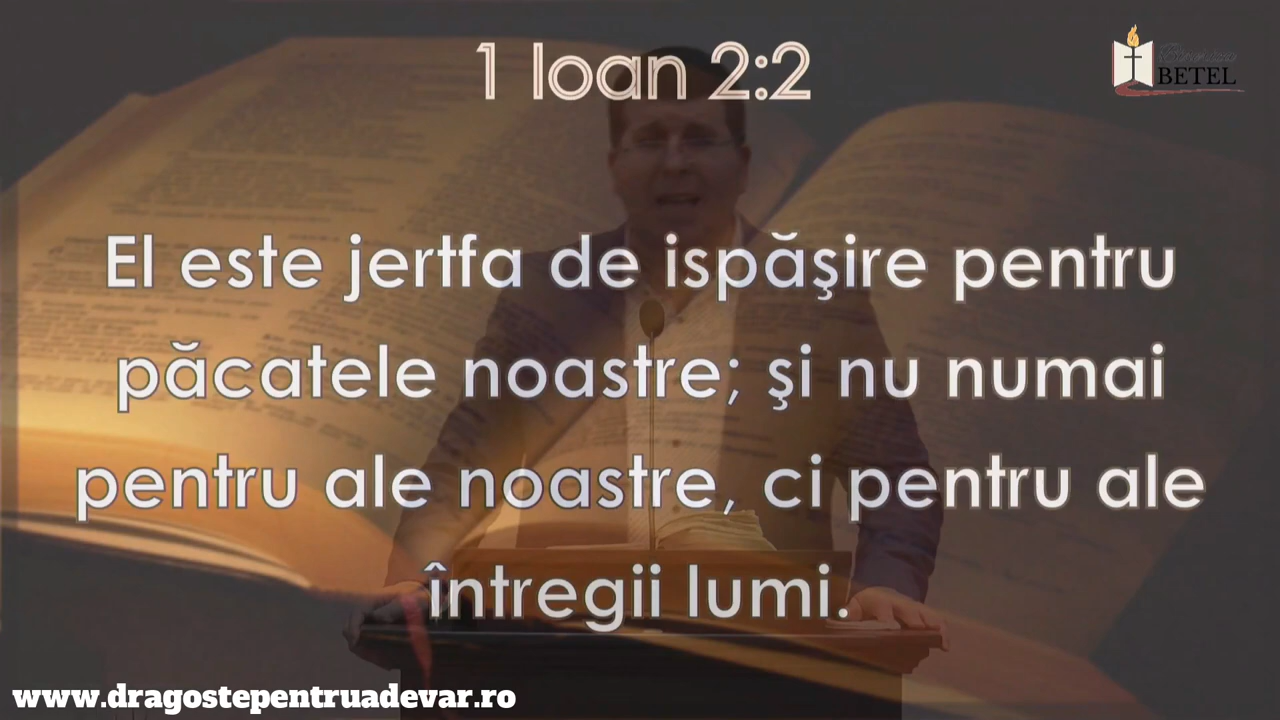 1 Ioan 2:2
BETEL
El este jertfa de ispăşire pentru
păcatele noastre; şi nu numai
pentru ale noastre, ci pentru ale
întregii lumi.
www.dragostepentruadevar.ro